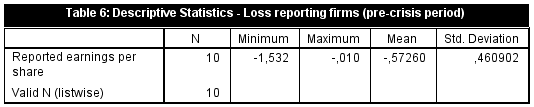 Table 6: Descriptive Statistics - Loss reporting firms (pre-crisis period)
N Minimum Maximum Mean Std. Deviation
Reported earnings per share 10 -1,532 -,010 -,57260 ,460902
Valid N (listwise) 10